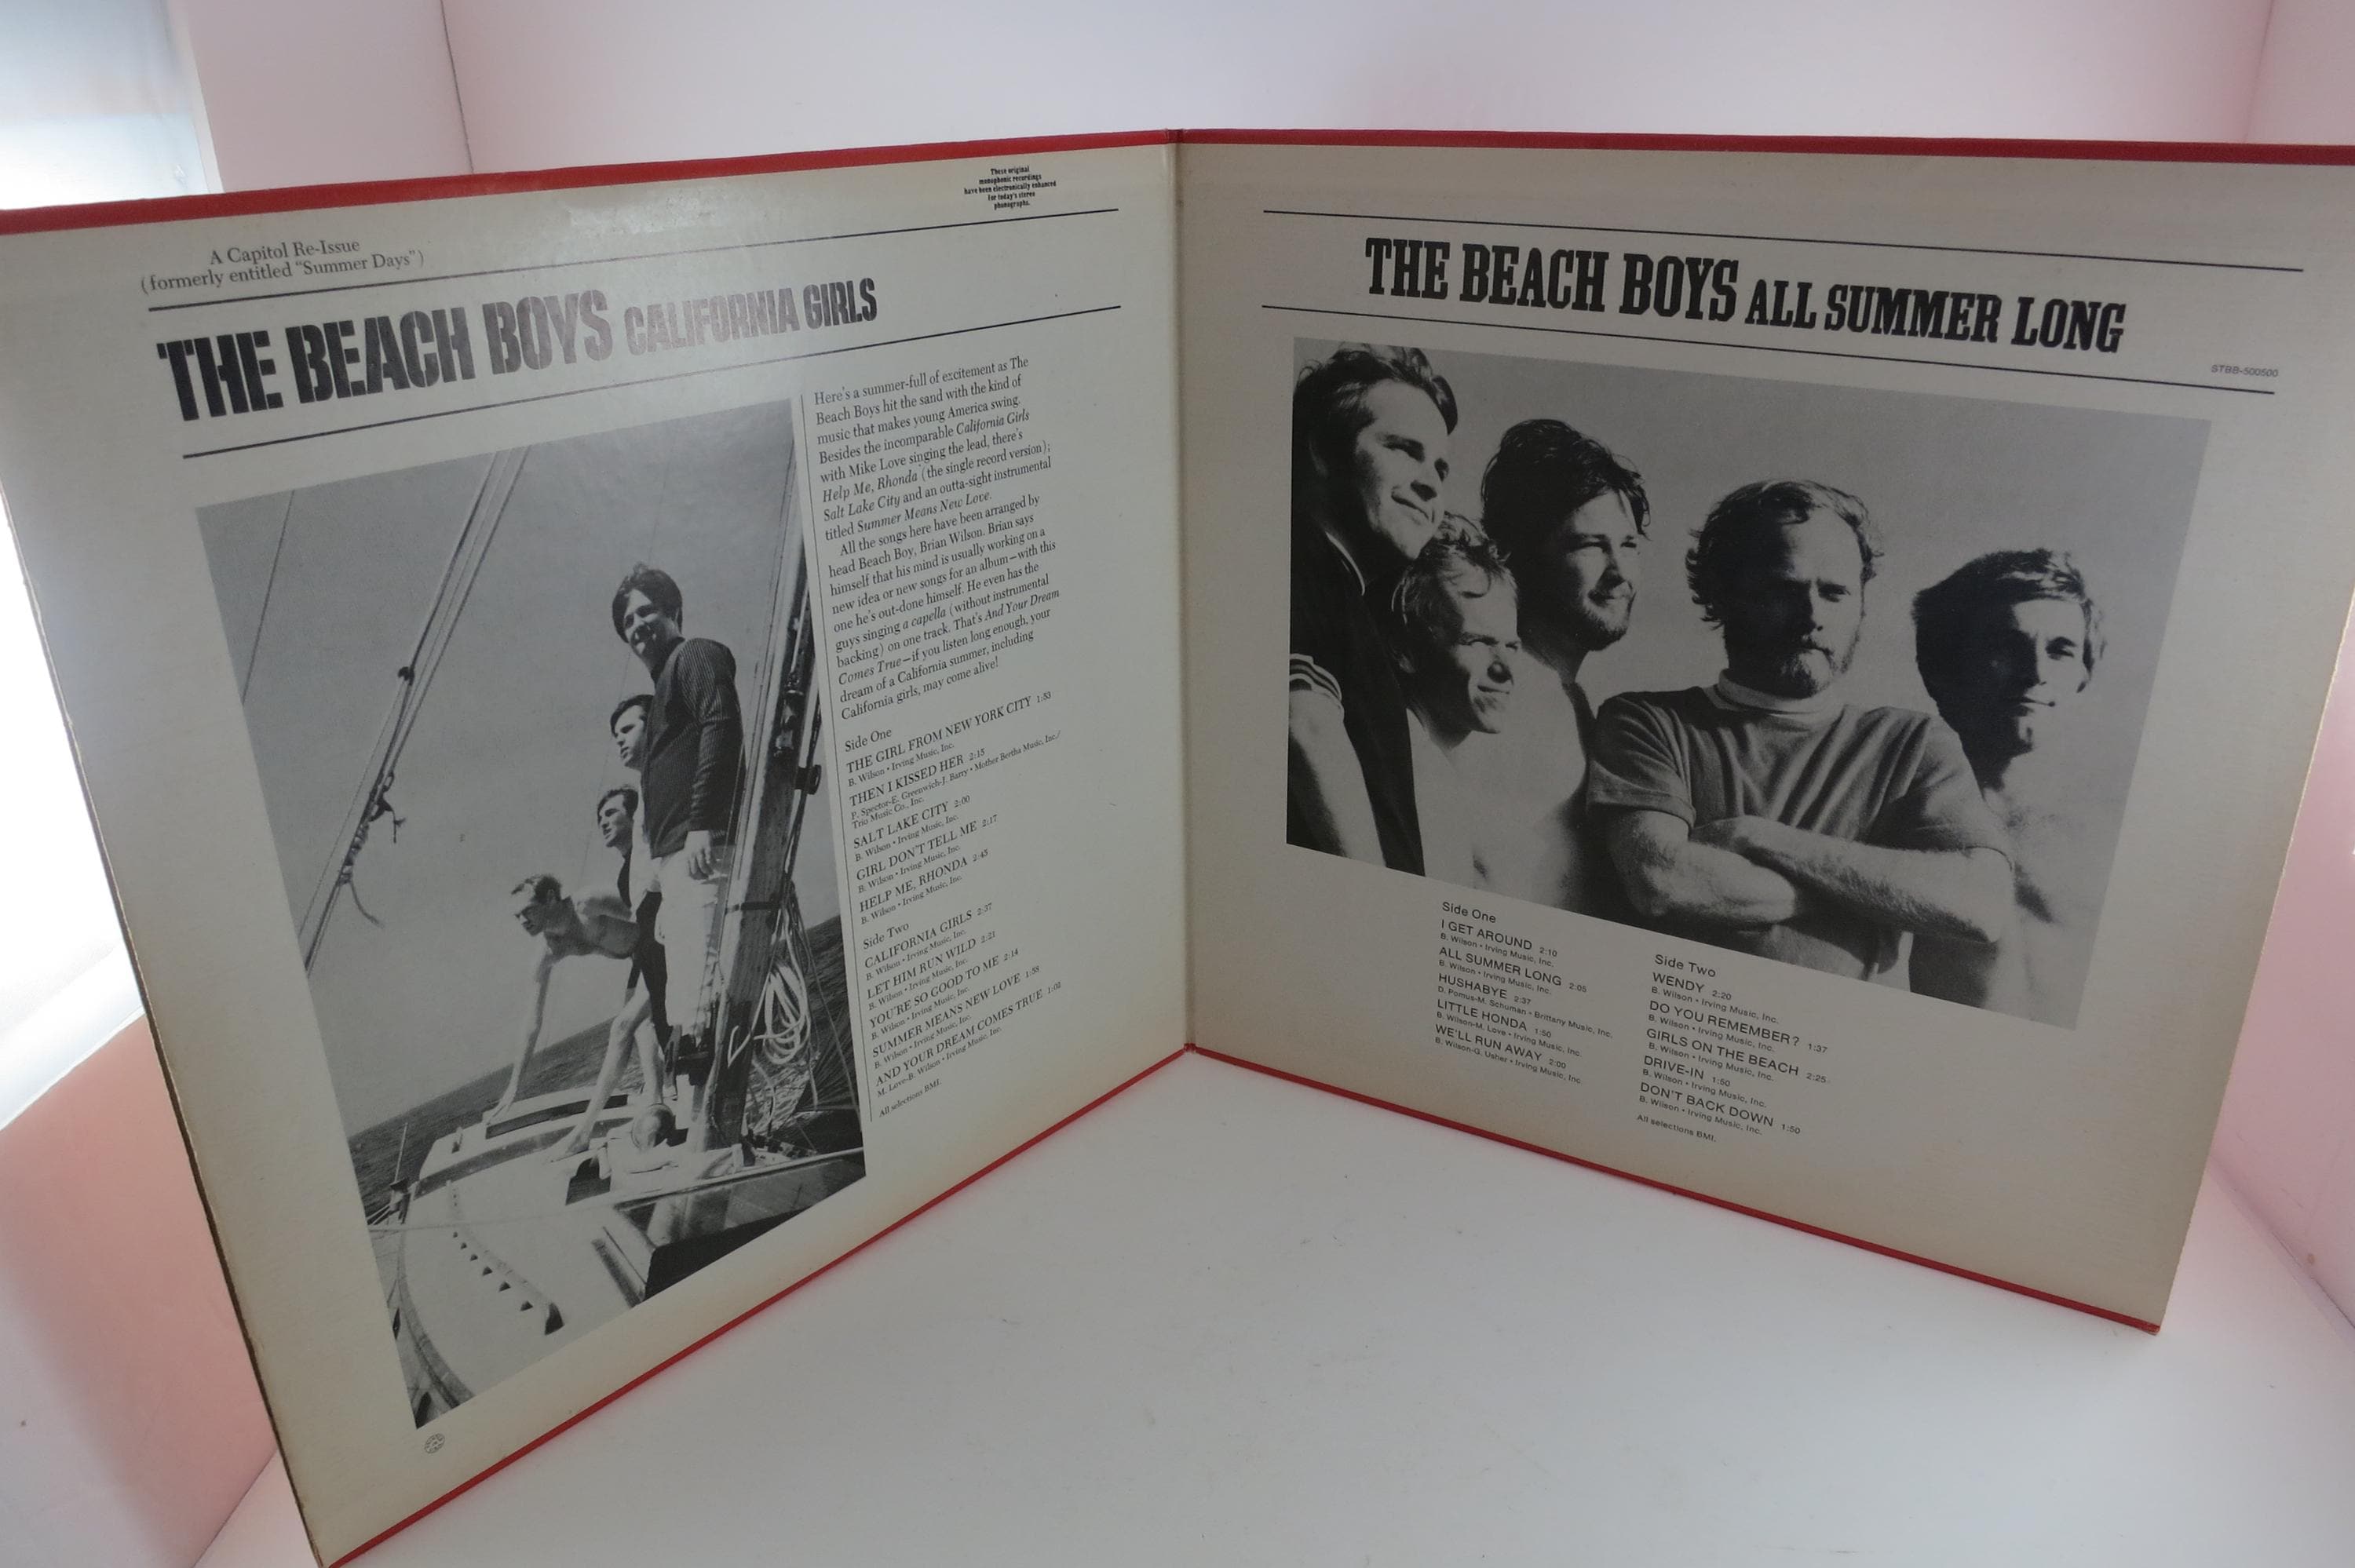 These original
monophonic recordings
have been electronically enhanced
for today's stereo
phonographs.
A Capitol Re-Issue
(formerly entitled "Summer Days")
THE BEACH BOYS CALIFORNIA GIRLS
Here's a summer-full of excitement as The
Beach Boys hit the sand with the kind of
music that makes young America swing.
Besides the incomparable California Girls
with Mike Love singing the lead, there's
Help Me, Rhonda (the single record version);
Salt Lake City and an outta-sight instrumental
titled Summer Means New Love.
All the songs here have been arranged by
head Beach Boy, Brian Wilson. Brian says
himself that his mind is usually working on a
new idea or new songs for an album—with this
one he's out-done himself. He even has the
guys singing a capella (without instrumental
backing) on one track. That's And Your Dream
Comes True—if you listen long enough, your
dream of a California summer, including
California girls, may come alive!
Side One
THE GIRL FROM NEW YORK CITY 1:53
B. Wilson • Irving Music, Inc.
THEN I KISSED HER 2:15
P. Spector-E. Greenwich-J. Barry • Mother Bertha Music, Inc./
Trio Music Co., Inc.
SALT LAKE CITY 2:00
B. Wilson • Irving Music, Inc.
GIRL DON'T TELL ME 2:17
B. Wilson • Irving Music, Inc.
HELP ME, RHONDA 2:45
B. Wilson • Irving Music, Inc.
Side Two
CALIFORNIA GIRLS 2:37
B. Wilson • Irving Music, Inc.
LET HIM RUN WILD 2:21
B. Wilson • Irving Music, Inc.
YOU'RE SO GOOD TO ME 2:14
B. Wilson • Irving Music, Inc.
SUMMER MEANS NEW LOVE 1:58
B. Wilson • Irving Music, Inc.
AND YOUR DREAM COMES TRUE 1:02
M. Love-B. Wilson • Irving Music, Inc.
All selections BMI.
THE BEACH BOYS ALL SUMMER LONG
STBB-500500
Side One
I GET AROUND 2:10
B. Wilson • Irving Music, Inc.
ALL SUMMER LONG 2:05
B. Wilson • Irving Music, Inc.
HUSHABYE 2:37
D. Pomus-M. Schuman • Brittany Music, Inc.
LITTLE HONDA 1:50
B. Wilson-M. Love • Irving Music, Inc.
WE'LL RUN AWAY 2:00
B. Wilson-G. Usher • Irving Music, Inc.
Side Two
WENDY 2:20
B. Wilson • Irving Music, Inc.
DO YOU REMEMBER? 1:37
B. Wilson • Irving Music, Inc.
GIRLS ON THE BEACH 2:25
B. Wilson • Irving Music, Inc.
DRIVE-IN 1:50
B. Wilson • Irving Music, Inc.
DON'T BACK DOWN 1:50
B. Wilson • Irving Music, Inc.
All selections BMI.